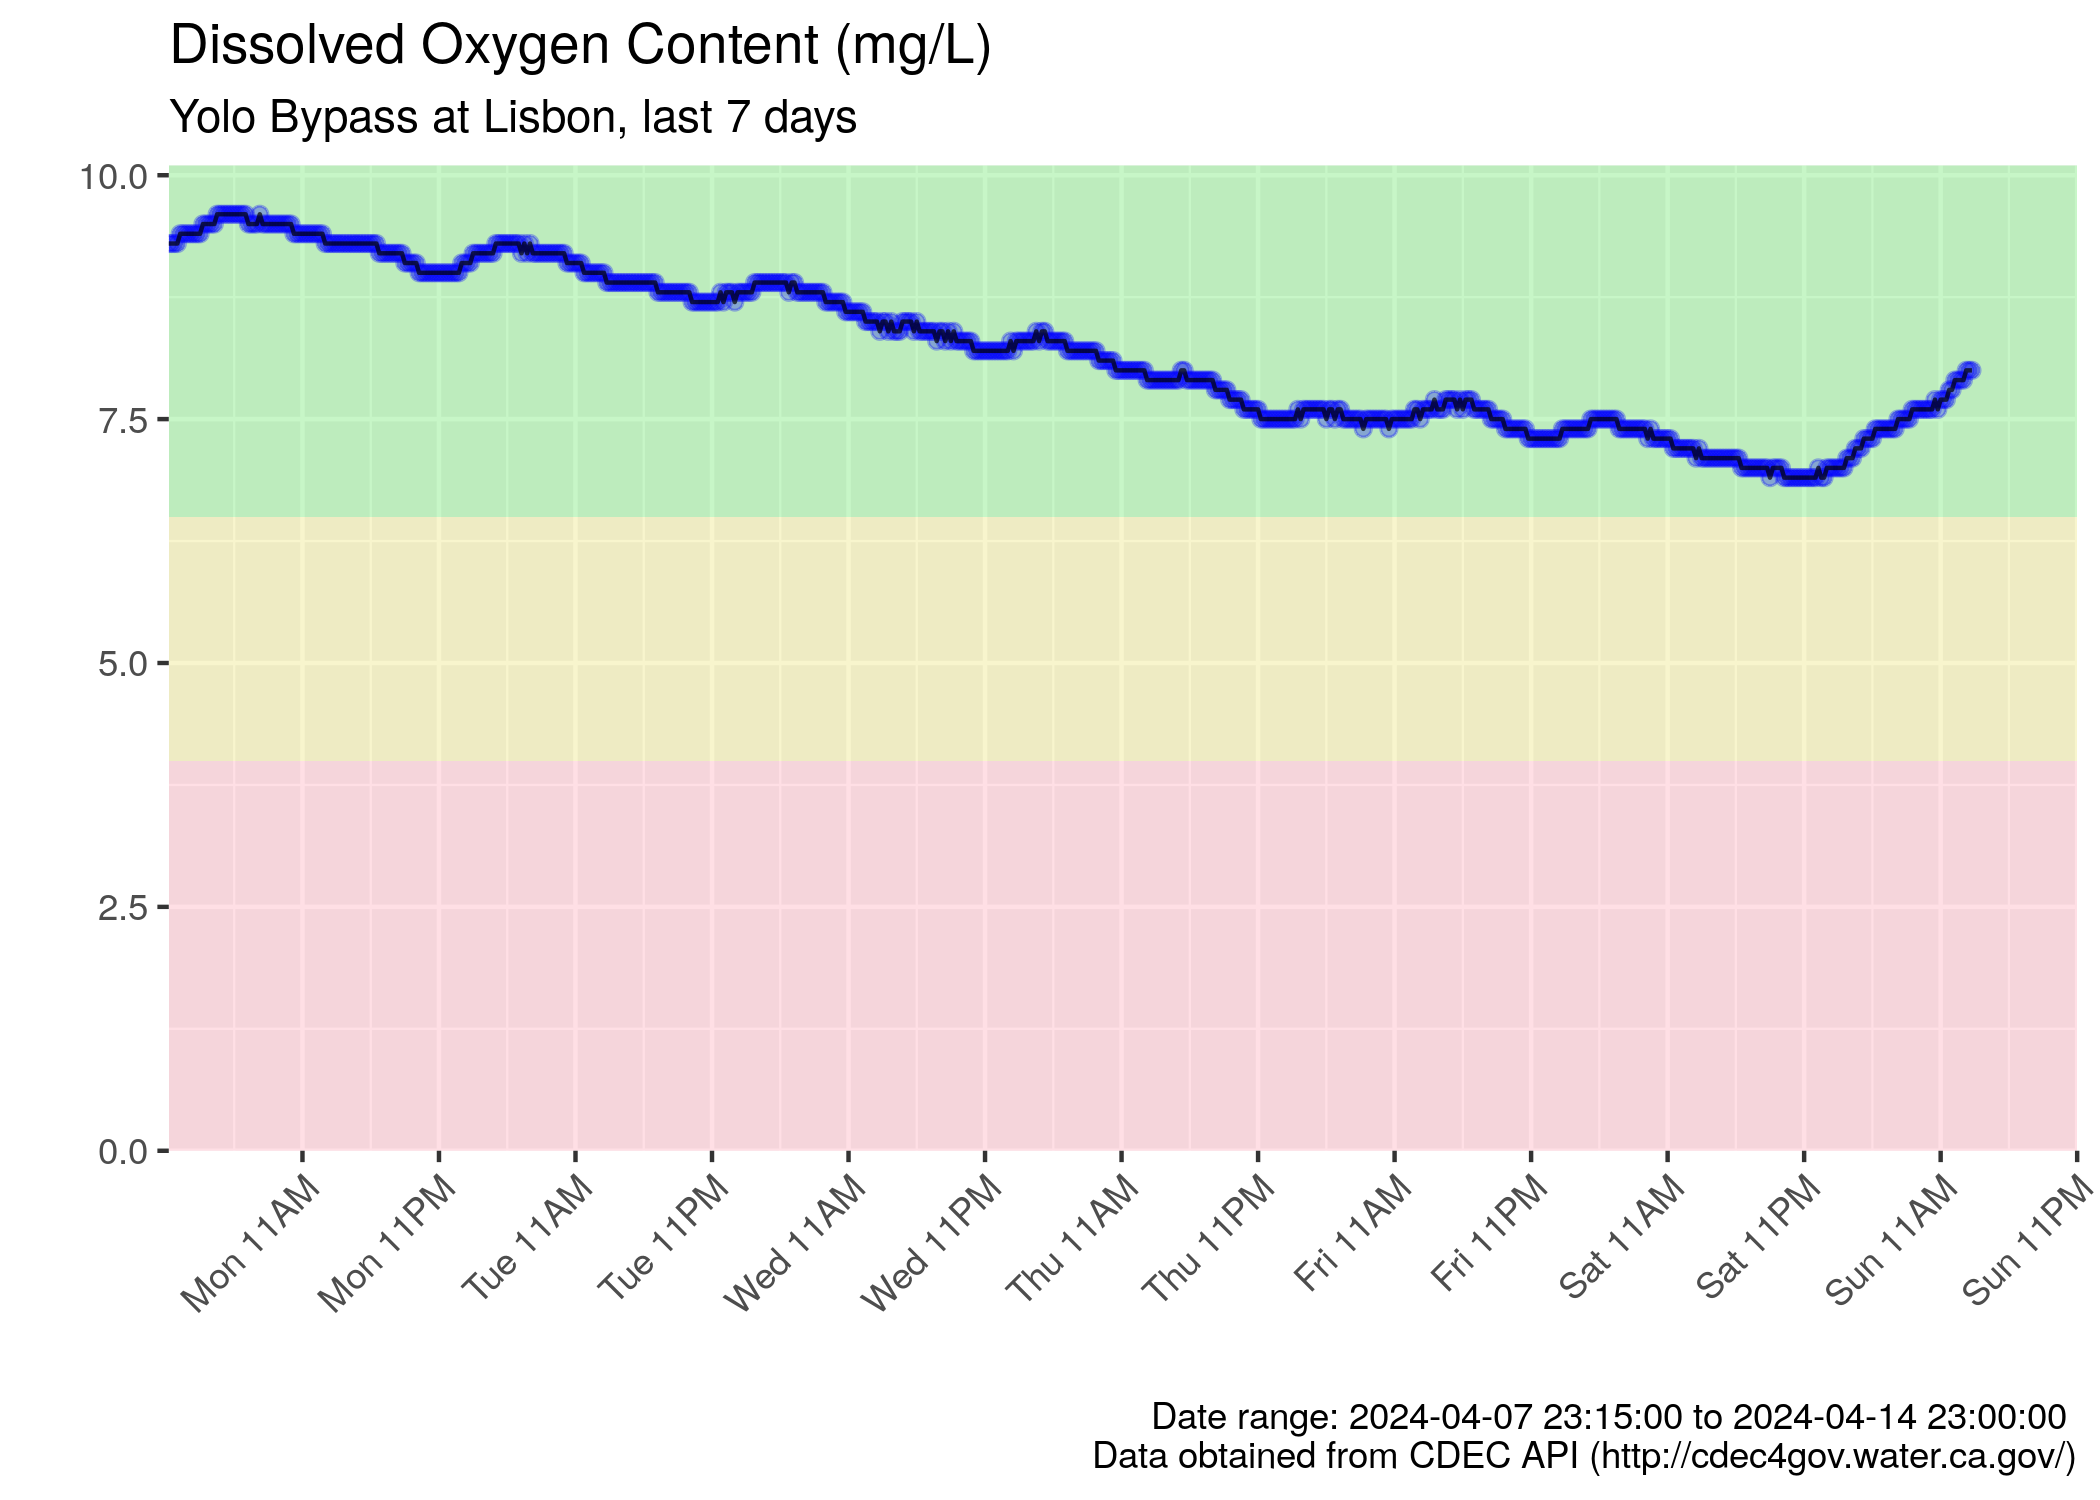 Dissolved Oxygen Content (mg/L)
Yolo Bypass at Lisbon, last 7 days
10.0
7.5
5.0
2.5
0.0
Mon 11AM
Mon 11PM
Tue 11AM
Tue 11PM
Wed 11AM
Wed 11PM
Thu 11AM
Thu 11PM
Fri 11AM
Fri 11PM
Sat 11AM
Sat 11PM
Sun 11AM
Sun 11PM
Date range: 2024-04-07 23:15:00 to 2024-04-14 23:00:00
Data obtained from CDEC API (http://cdec4gov.water.ca.gov/)